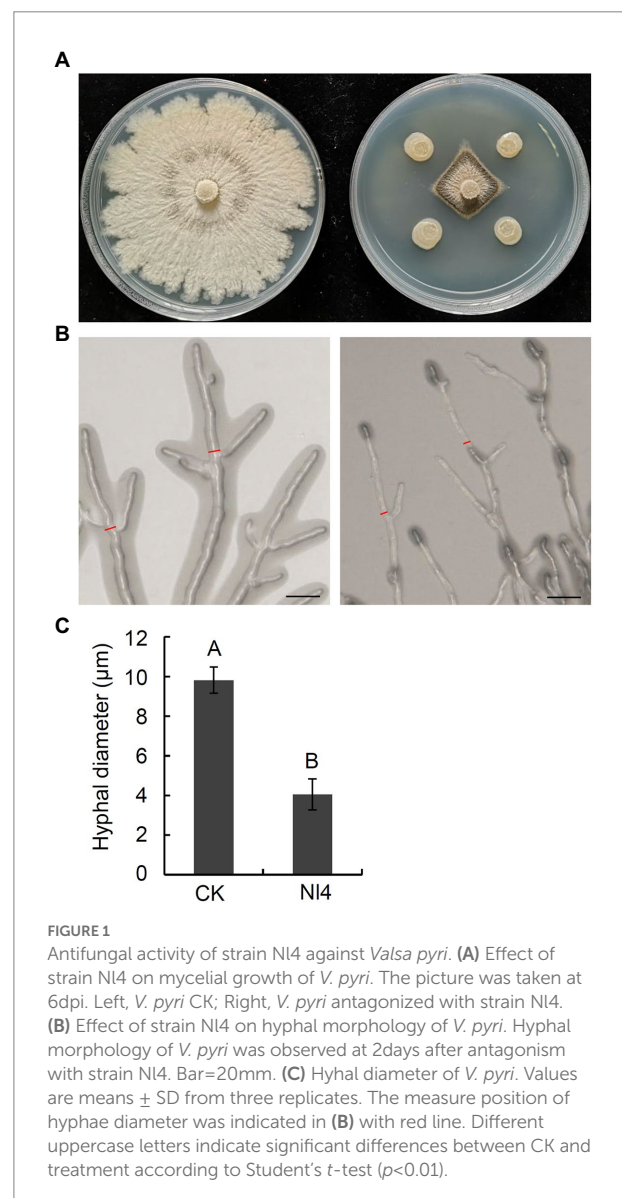 A
B
C
12
10
8
6
4
2
0
Hyphal diameter (μm)
A
B
CK
Nl4
FIGURE 1
Antifungal activity of strain Nl4 against Valsa pyri. (A) Effect of
strain Nl4 on mycelial growth of V. pyri. The picture was taken at
6dpi. Left, V. pyri CK; Right, V. pyri antagonized with strain Nl4.
(B) Effect of strain Nl4 on hyphal morphology of V. pyri. Hyphal
morphology of V. pyri was observed at 2days after antagonism
with strain Nl4. Bar=20mm. (C) Hyhal diameter of V. pyri. Values
are means ± SD from three replicates. The measure position of
hyphae diameter was indicated in (B) with red line. Different
uppercase letters indicate significant differences between CK and
treatment according to Student’s t-test (p<0.01).